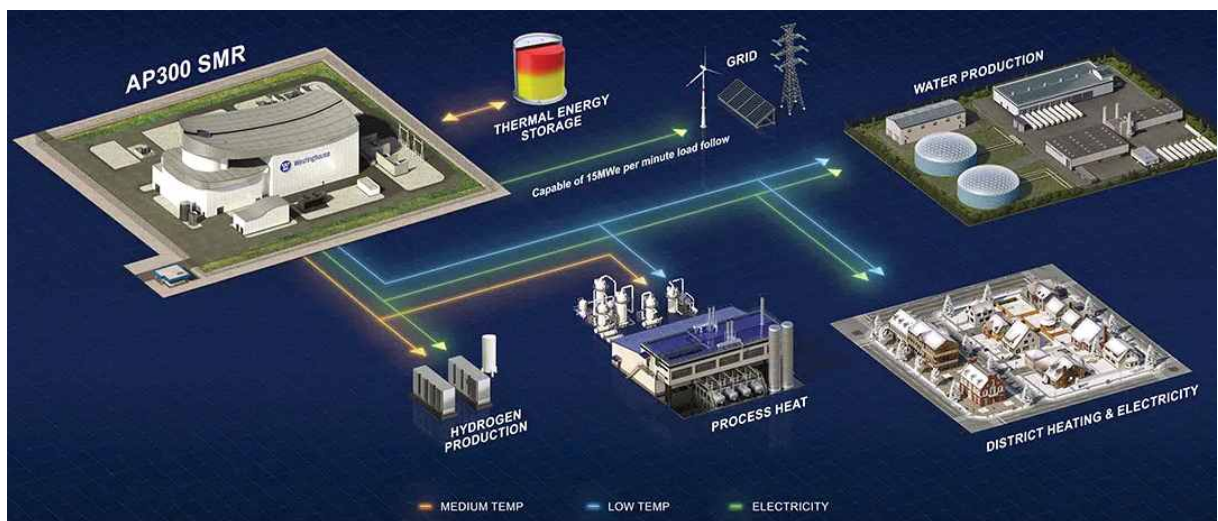 AP300 SMR
Westinghouse
THERMAL ENERGY
STORAGE
GRID
Capable of 15MWe per minute load follow
WATER PRODUCTION
HYDROGEN
PRODUCTION
PROCESS HEAT
DISTRICT HEATING & ELECTRICITY
MEDIUM TEMP
LOW TEMP
ELECTRICITY